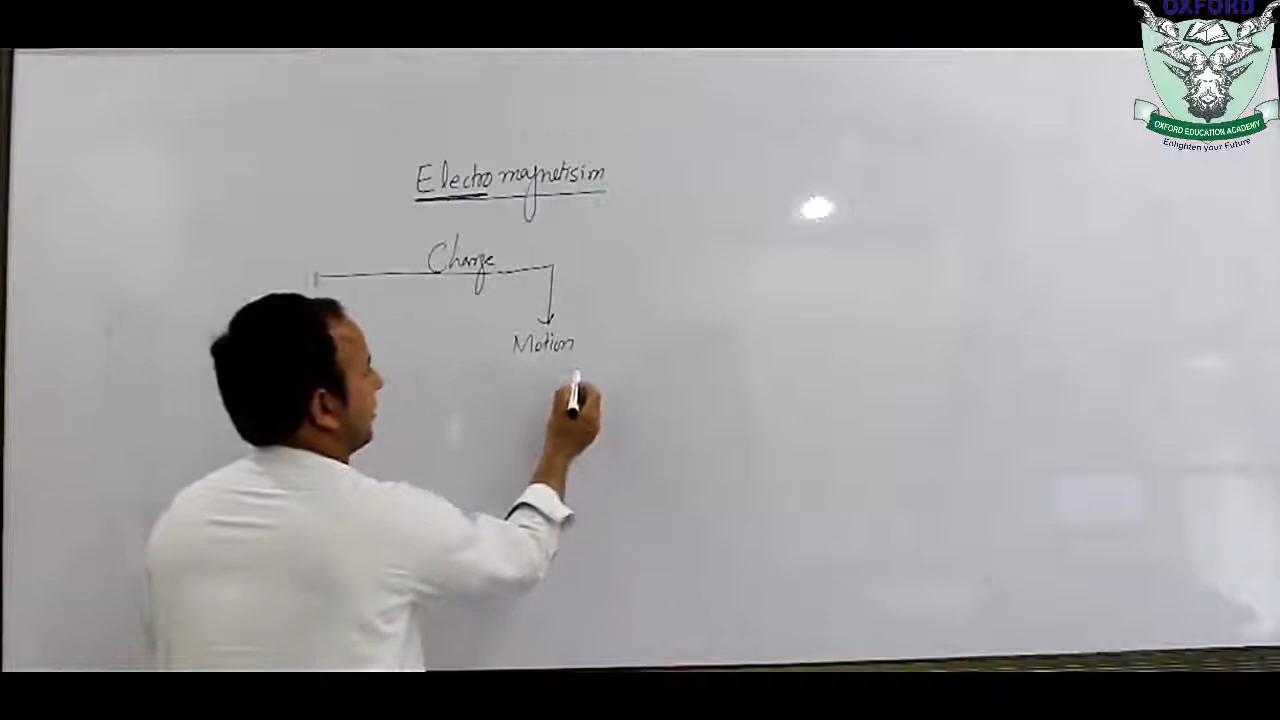 OXFORD
OXFORD EDUCATION ACADEMY
Enlighten your Future
Electromagnetisim
Charge
Motion